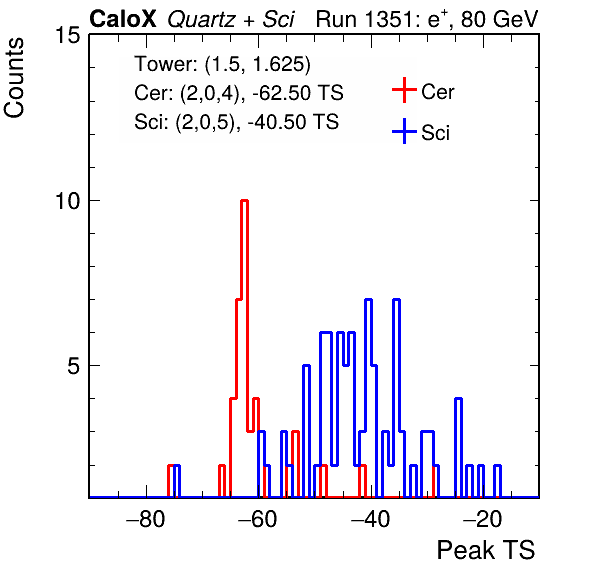 CaloX Quartz + Sci Run 1351: e⁺, 80 GeV
Counts
15
10
5
Tower: (1.5, 1.625)
Cer: (2,0,4), -62.50 TS
Sci: (2,0,5), -40.50 TS
Cer
Sci
−80 −60 −40 −20
Peak TS